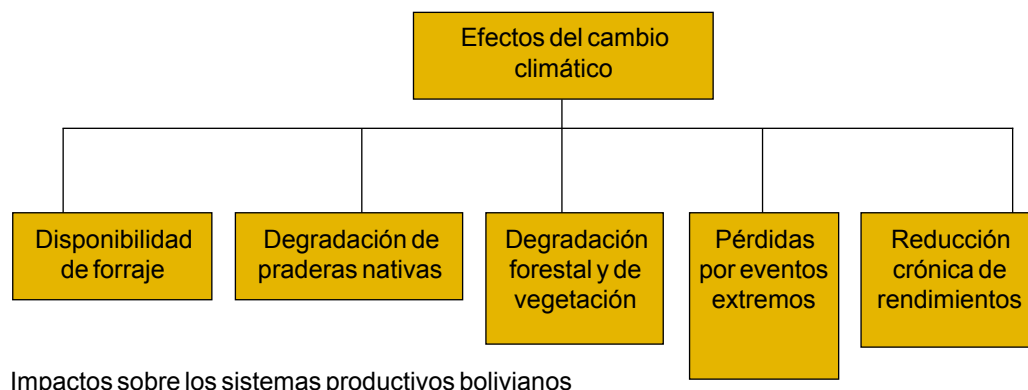 Efectos del cambio
climático
Disponibilidad
de forraje
Degradación de
praderas nativas
Degradación
forestal y de
vegetación
Pérdidas
por eventos
extremos
Reducción
crónica de
rendimientos
Impactos sobre los sistemas productivos bolivianos